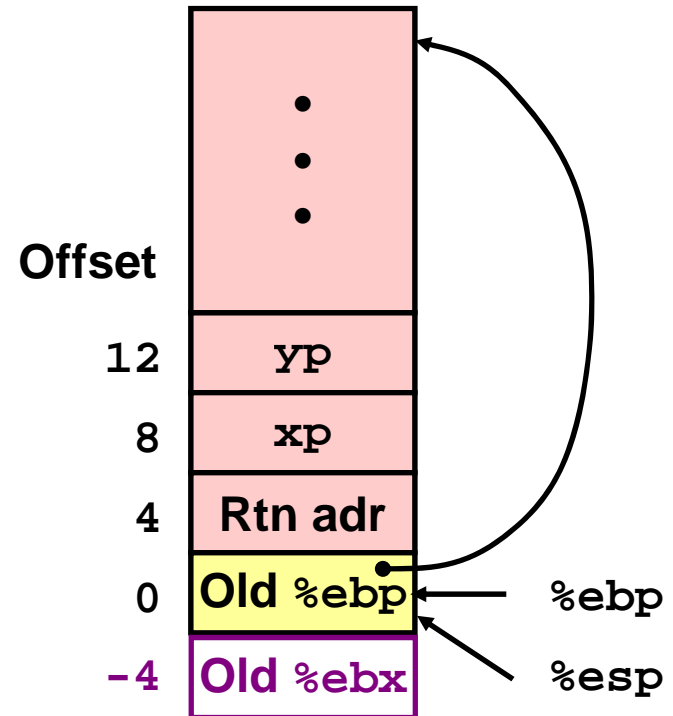 Offset
12 yp
8 xp
4 Rtn adr
0 Old %ebp %ebp
-4 Old %ebx %esp